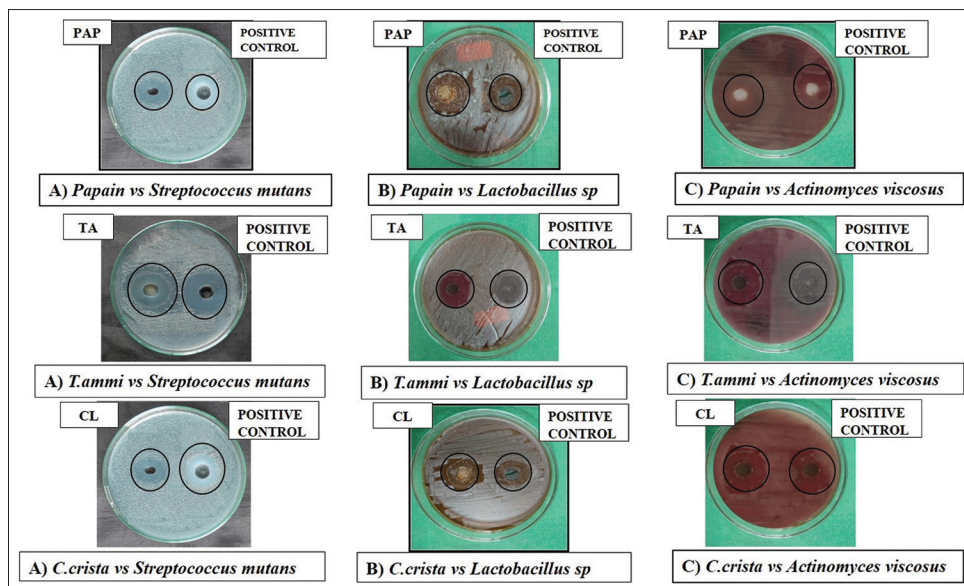 PAP
POSITIVE
CONTROL
PAP
POSITIVE
CONTROL
PAP
POSITIVE
CONTROL
A) Papain vs Streptococcus mutans
B) Papain vs Lactobacillus sp
C) Papain vs Actinomyces viscosus
TA
POSITIVE
CONTROL
TA
POSITIVE
CONTROL
TA
POSITIVE
CONTROL
A) T.ammi vs Streptococcus mutans
B) T.ammi vs Lactobacillus sp
C) T.ammi vs Actinomyces viscosus
CL
POSITIVE
CONTROL
CL
POSITIVE
CONTROL
CL
POSITIVE
CONTROL
A) C.crista vs Streptococcus mutans
B) C.crista vs Lactobacillus sp
C) C.crista vs Actinomyces viscosus